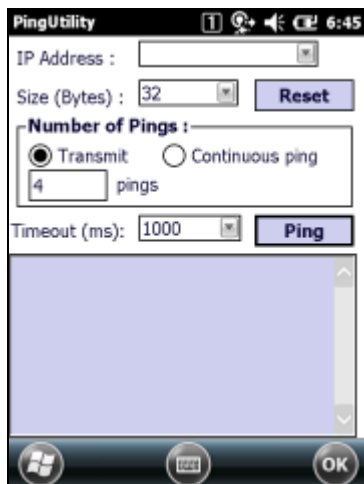 PingUtility 1 6:45
IP Address :
Size (Bytes) : 32 Reset
Number of Pings :
Transmit Continuous ping
4 pings
Timeout (ms): 1000 Ping
OK